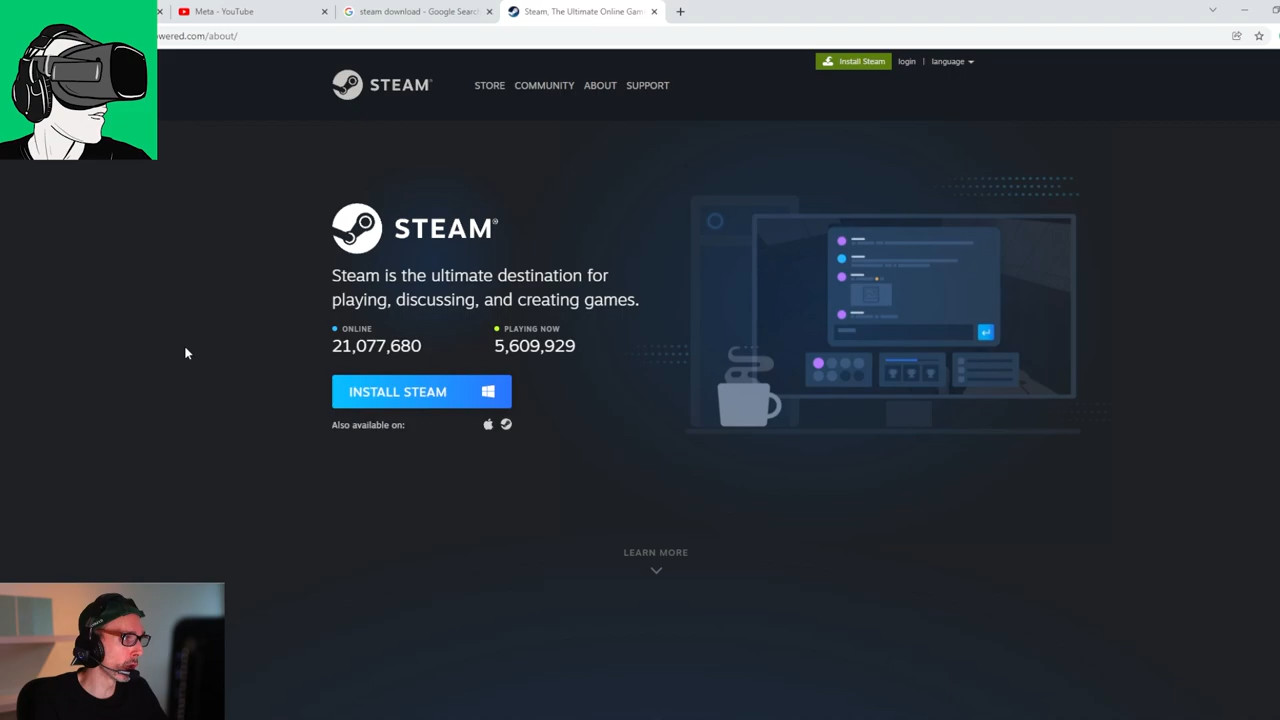 Meta - YouTube
steam download - Google Searc
Steam, The Ultimate Online Gam
wered.com/about/
Install Steam
login | language
STEAM®
STORE COMMUNITY ABOUT SUPPORT
STEAM®
Steam is the ultimate destination for
playing, discussing, and creating games.
ONLINE PLAYING NOW
21,077,680 5,609,929
INSTALL STEAM
Also available on:
LEARN MORE